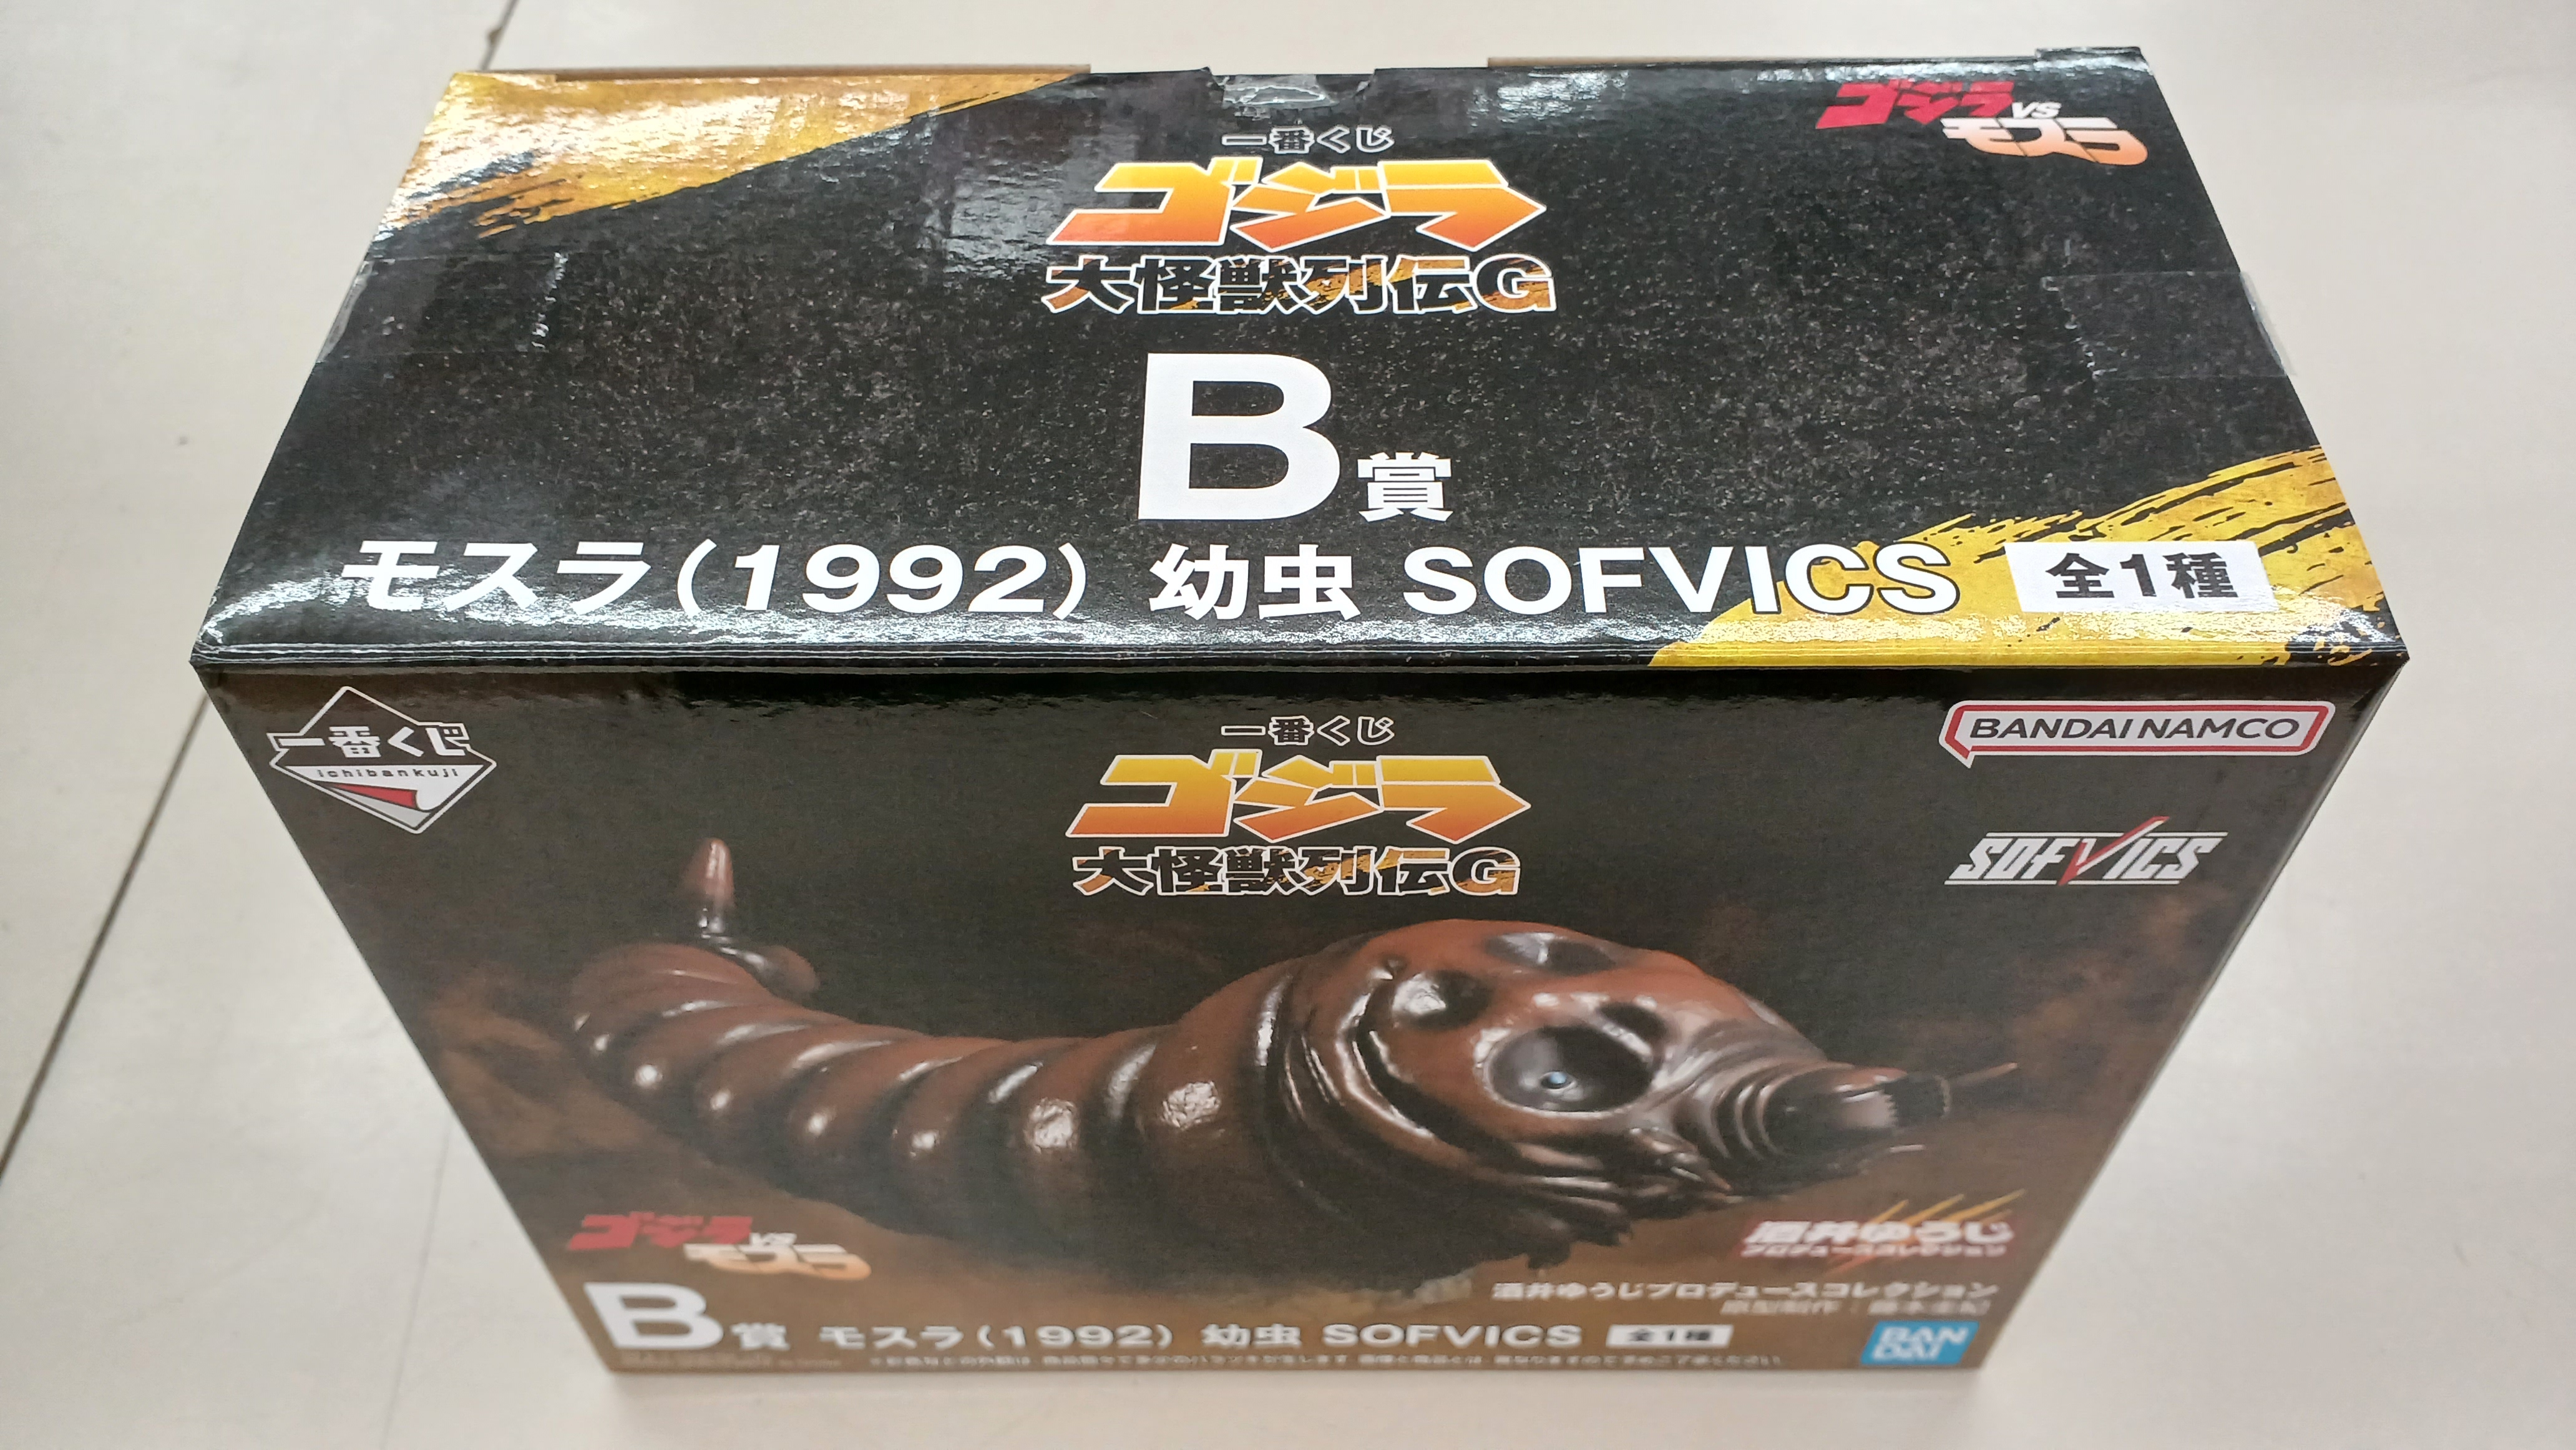 ゴジラ
VS
モスラ
一番くじ
ゴジラ
大怪獣列伝G
B賞
モスラ(1992) 幼虫 SOFVICS 全1種
一番くじ
ichibankuji
BANDAI NAMCO
一番くじ
ゴジラ
大怪獣列伝G
SOFVICS
ゴジラ
VS
モスラ
酒井ゆうじ
プロデュースコレクション
酒井ゆうじプロデュースコレクション
B賞 モスラ(1992) 幼虫 SOFVICS 全1種
BAN
DAI